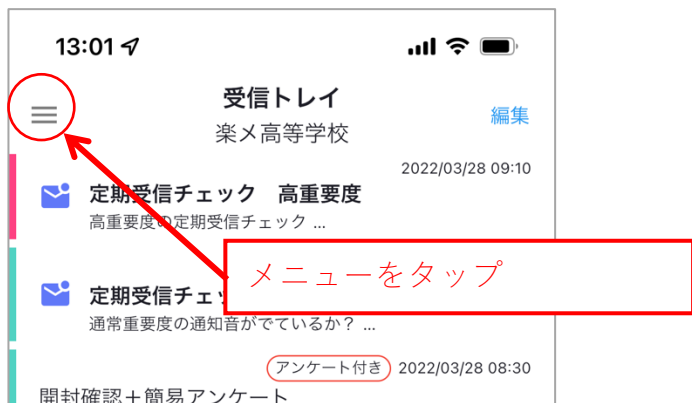 13:01
受信トレイ
編集
楽メ高等学校
2022/03/28 09:10
定期受信チェック 高重要度
高重要度の定期受信チェック ...
メニューをタップ
定期受信チェッ
通常重要度の通知音がでているか? ...
アンケート付き 2022/03/28 08:30
開封確認+簡易アンケート